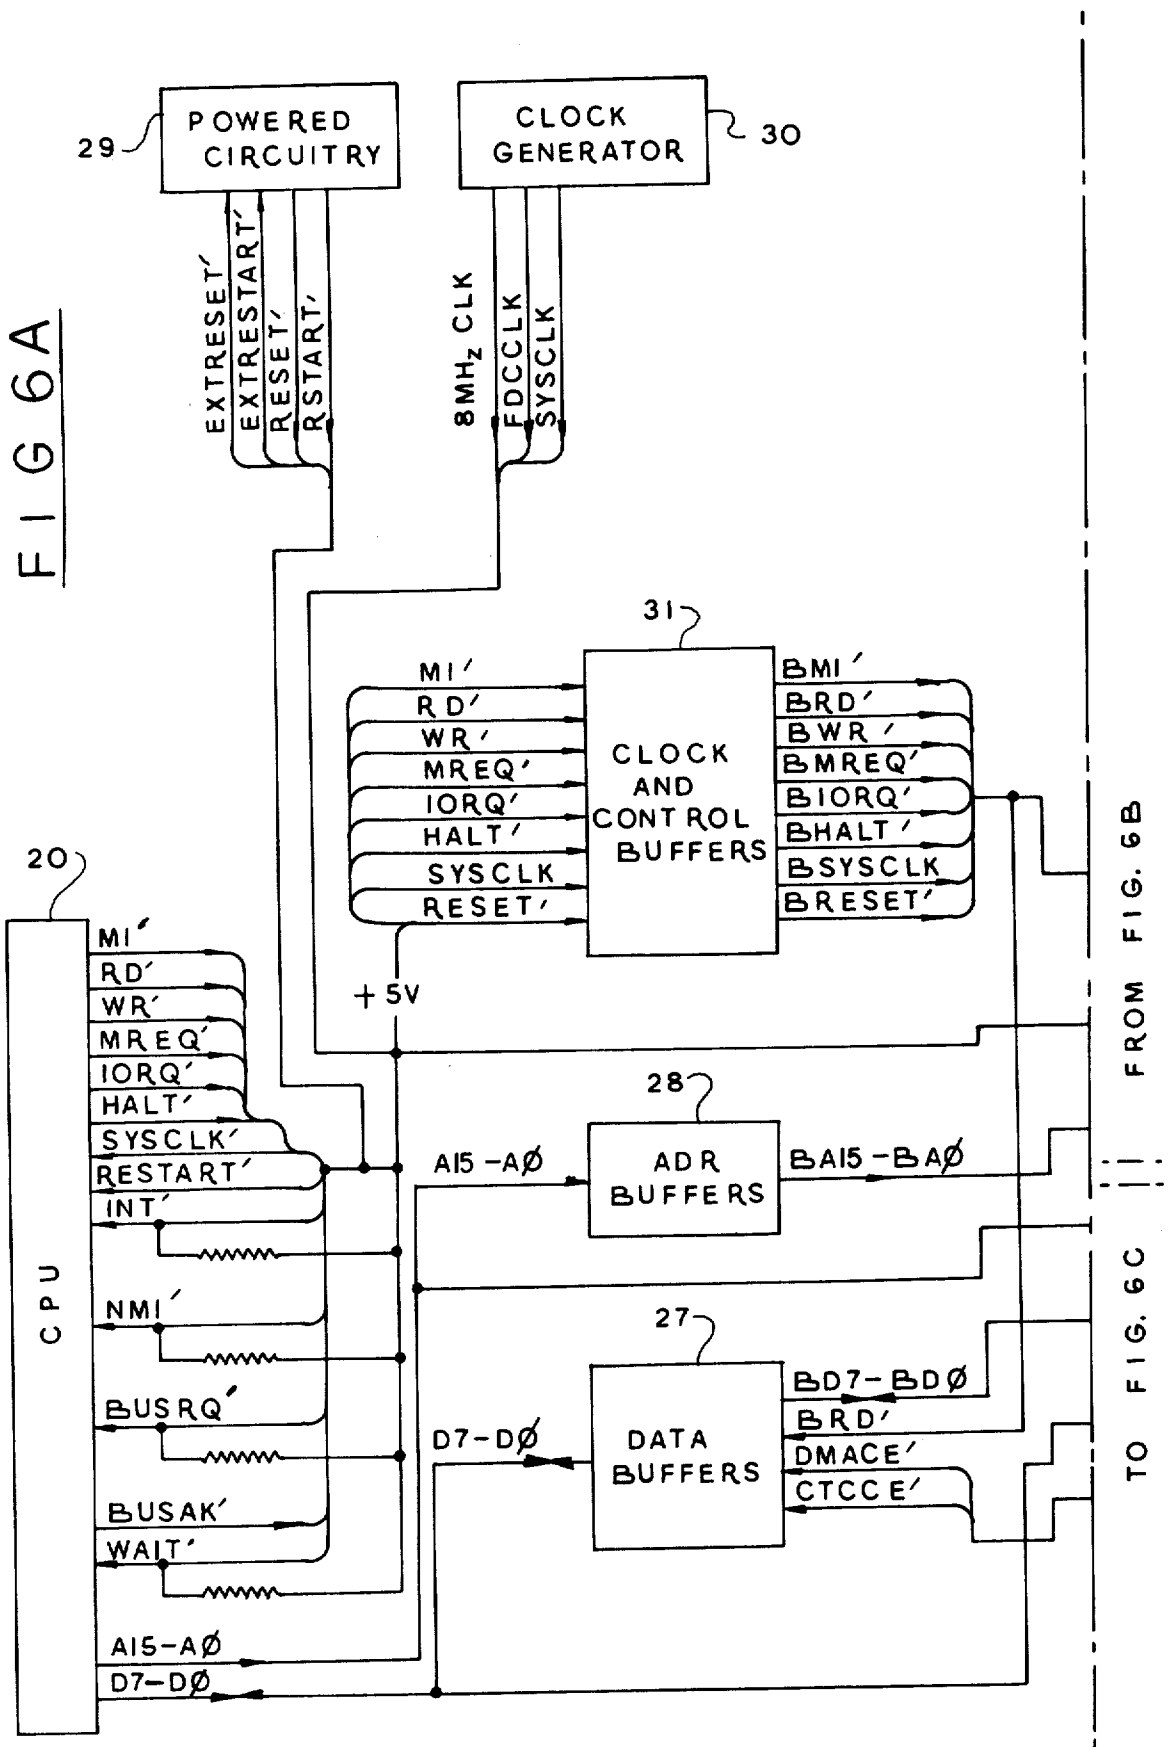 FIG 6A
29
POWERED
CIRCUITRY
CLOCK
GENERATOR
30
EXTRESET'
EXTRESTART'
RESET'
RSTART'
8MHz CLK
FDCCLK
SYSCLK
31
MI'
RD'
WR'
MREQ'
IORQ'
HALT'
SYSCLK
RESET'
CLOCK
AND
CONTROL
BUFFERS
BMI'
BRD'
BWR'
BMREQ'
BIORQ'
BHALT'
BSYSCLK
BRESET'
+5V
20
CPU
MI'
RD'
WR'
MREQ'
IORQ'
HALT'
SYSCLK'
RESTART'
INT'
NMI'
BUSRQ'
BUSAK'
WAIT'
A15-AØ
D7-DØ
28
A15-AØ
ADR
BUFFERS
BA15-BAØ
27
D7-DØ
DATA
BUFFERS
BD7-BDØ
BRD'
DMACE'
CTCCE'
FROM FIG. 6B
TO FIG. 6C